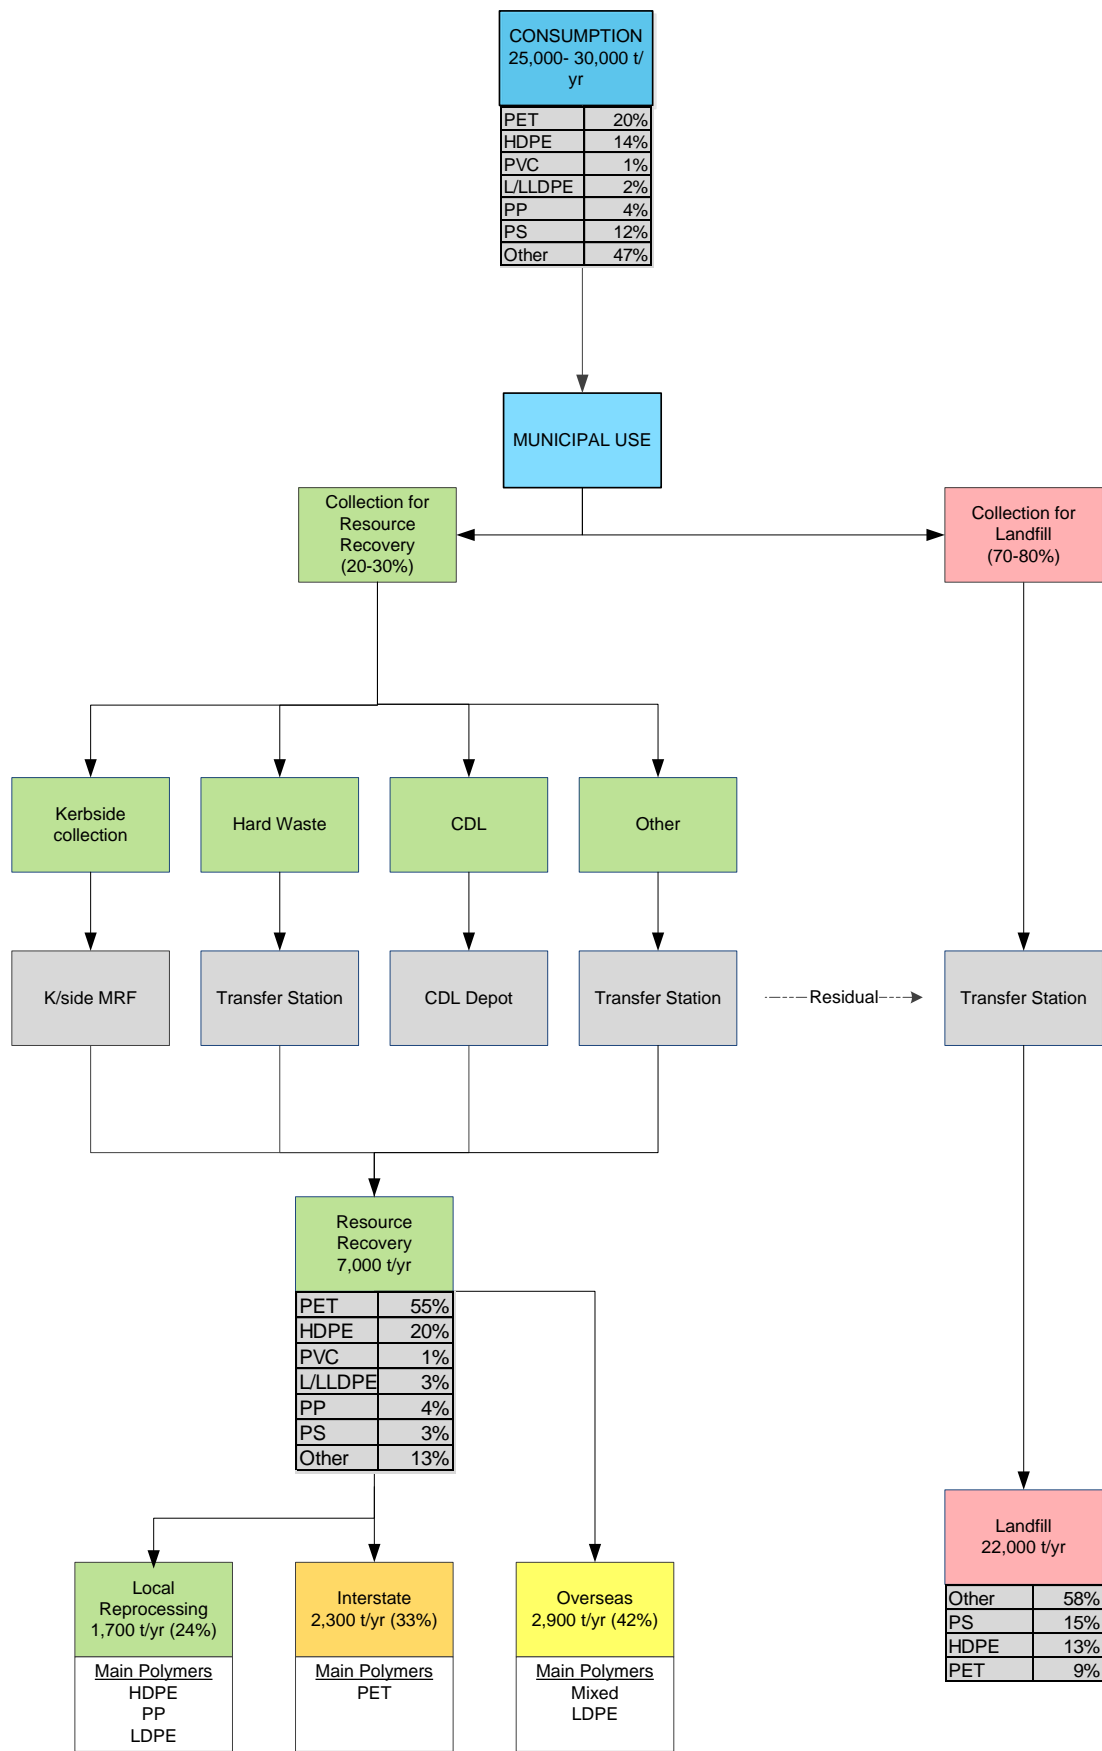 CONSUMPTION
25,000- 30,000 t/
yr
PET 20%
HDPE 14%
PVC 1%
L/LLDPE 2%
PP 4%
PS 12%
Other 47%
MUNICIPAL USE
Collection for
Resource
Recovery
(20-30%)
Collection for
Landfill
(70-80%)
Kerbside
collection
Hard Waste
CDL
Other
K/side MRF
Transfer Station
CDL Depot
Transfer Station
Residual
Transfer Station
Resource
Recovery
7,000 t/yr
PET 55%
HDPE 20%
PVC 1%
L/LLDPE 3%
PP 4%
PS 3%
Other 13%
Local
Reprocessing
1,700 t/yr (24%)
Main Polymers
HDPE
PP
LDPE
Interstate
2,300 t/yr (33%)
Main Polymers
PET
Overseas
2,900 t/yr (42%)
Main Polymers
Mixed
LDPE
Landfill
22,000 t/yr
Other 58%
PS 15%
HDPE 13%
PET 9%